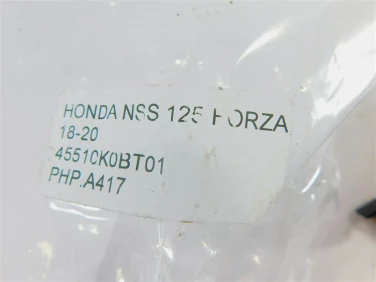 HONDA NSS 125 FORZA
18-20
45510K0BT01
PHP.A417